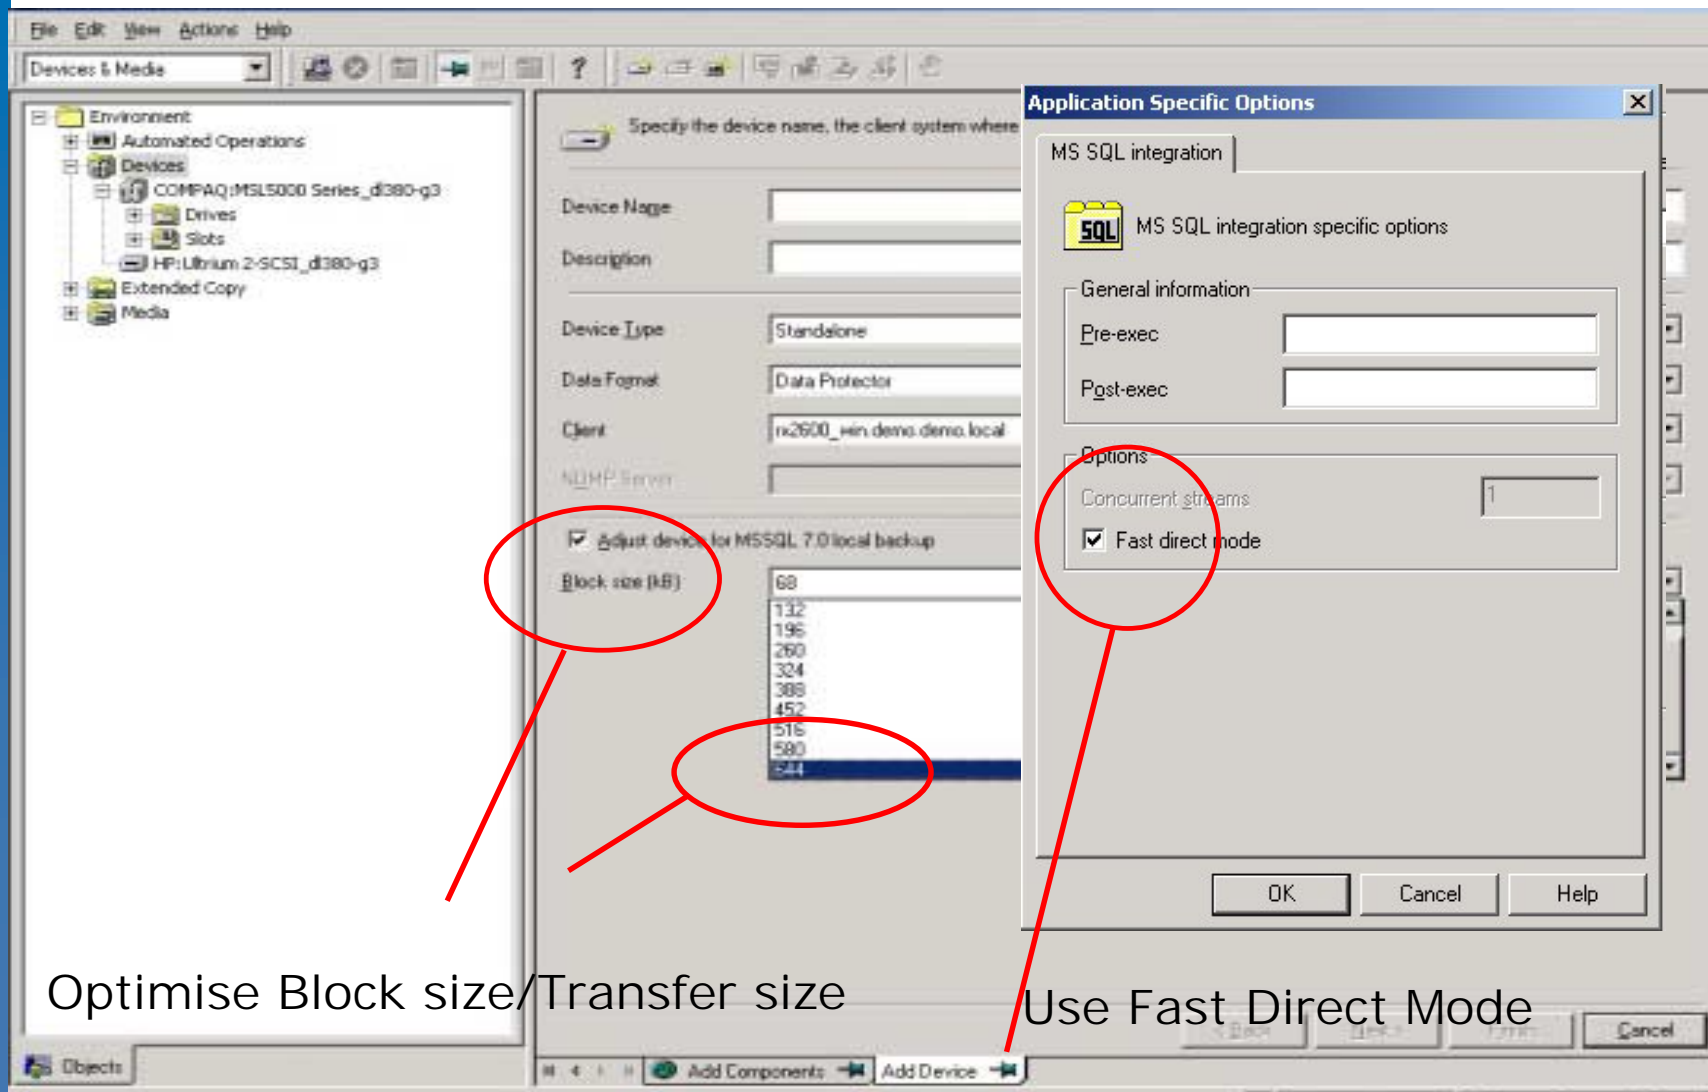 File Edit View Actions Help
Devices & Media
Environment
Automated Operations
Devices
COMPAQ:MSL5000 Series_dl380-g3
Drives
Slots
HP:Ultrium 2-SCSI_dl380-g3
Extended Copy
Media
Objects
Specify the device name, the client system where
Device Name
Description
Device Type Standalone
Data Format Data Protector
Client rx2600_win.demo.demo.local
NDMP Server
Adjust device for MSSQL 7.0 local backup
Block size (kB) 68
132
196
260
324
388
452
516
580
644
Application Specific Options
MS SQL integration
SQL MS SQL integration specific options
General information
Pre-exec
Post-exec
Options
Concurrent streams 1
Fast direct mode
OK Cancel Help
Optimise Block size/Transfer size
Use Fast Direct Mode
Cancel
Add Components Add Device